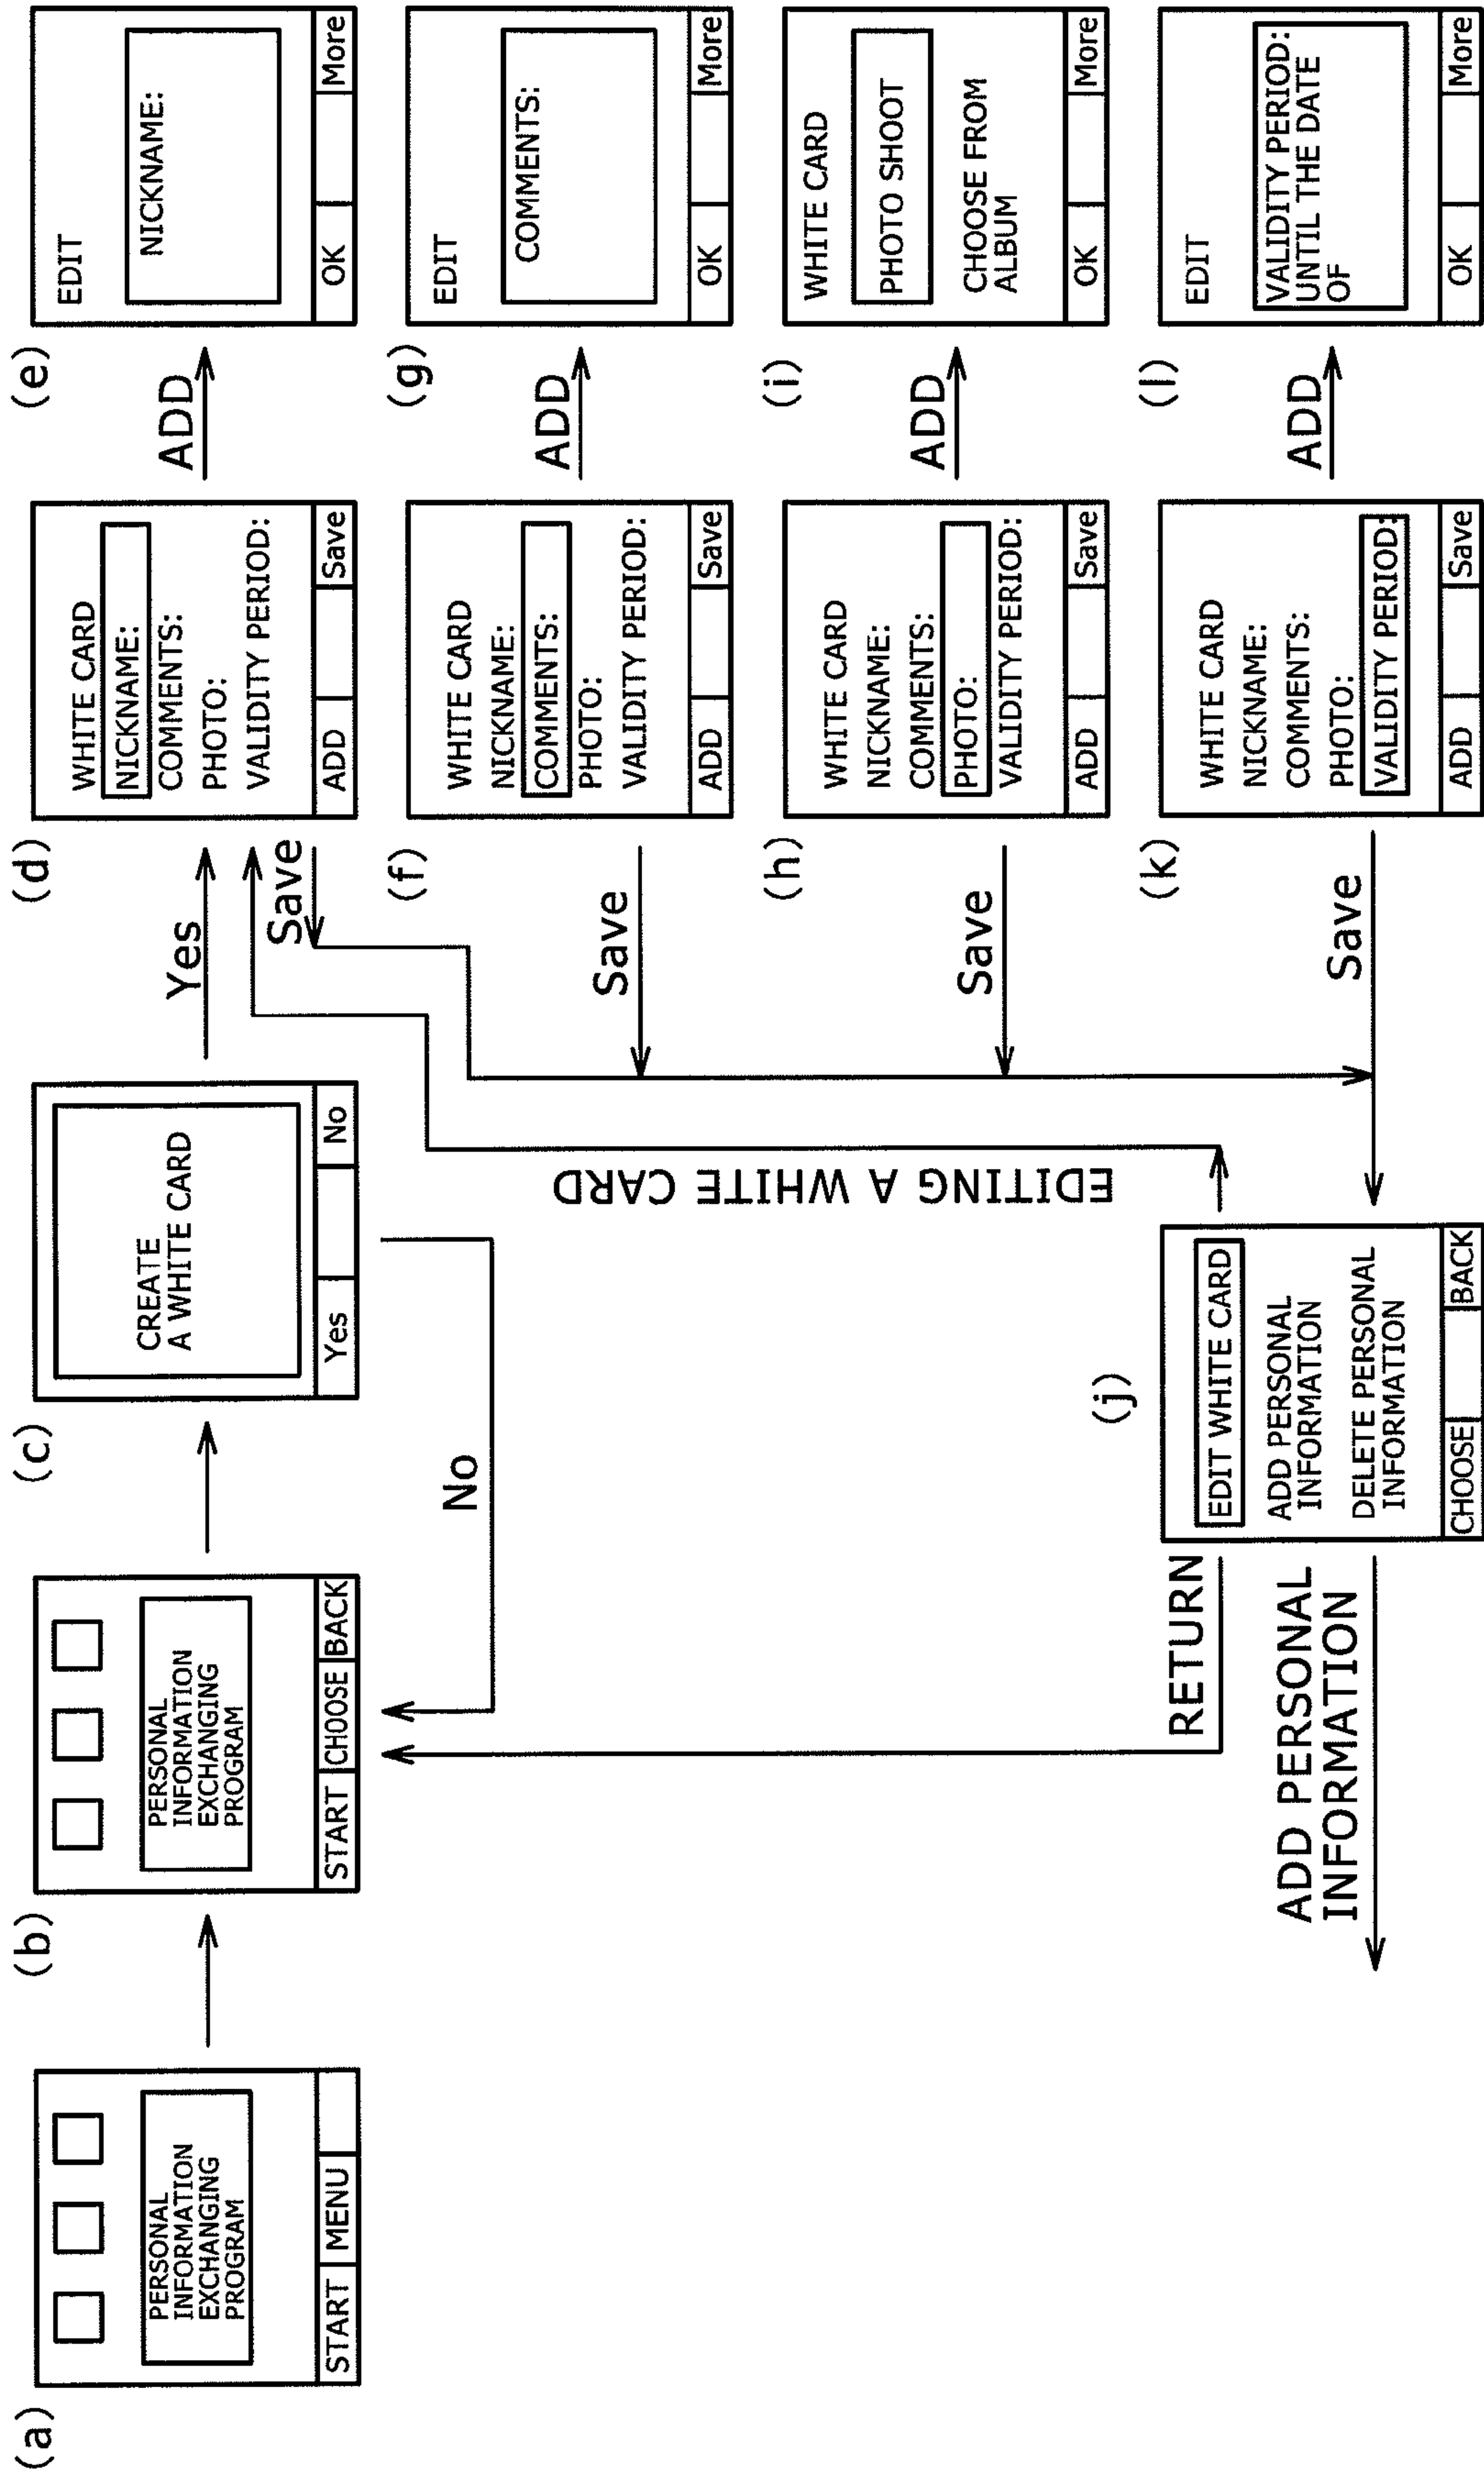 (a)
PERSONAL
INFORMATION
EXCHANGING
PROGRAM
START MENU
(b)
PERSONAL
INFORMATION
EXCHANGING
PROGRAM
START CHOOSE BACK
(c)
CREATE
A WHITE CARD
Yes No
Yes
No
(d)
WHITE CARD
NICKNAME:
COMMENTS:
PHOTO:
VALIDITY PERIOD:
ADD Save
ADD
Save
(e)
EDIT
NICKNAME:
OK More
(f)
WHITE CARD
NICKNAME:
COMMENTS:
PHOTO:
VALIDITY PERIOD:
ADD Save
ADD
Save
(g)
EDIT
COMMENTS:
OK More
(h)
WHITE CARD
NICKNAME:
COMMENTS:
PHOTO:
VALIDITY PERIOD:
ADD Save
ADD
Save
(i)
WHITE CARD
PHOTO SHOOT
CHOOSE FROM
ALBUM
OK More
(j)
EDIT WHITE CARD
ADD PERSONAL
INFORMATION
DELETE PERSONAL
INFORMATION
CHOOSE BACK
EDITING A WHITE CARD
RETURN
ADD PERSONAL
INFORMATION
(k)
WHITE CARD
NICKNAME:
COMMENTS:
PHOTO:
VALIDITY PERIOD:
ADD Save
ADD
Save
(l)
EDIT
VALIDITY PERIOD:
UNTIL THE DATE
OF
OK More